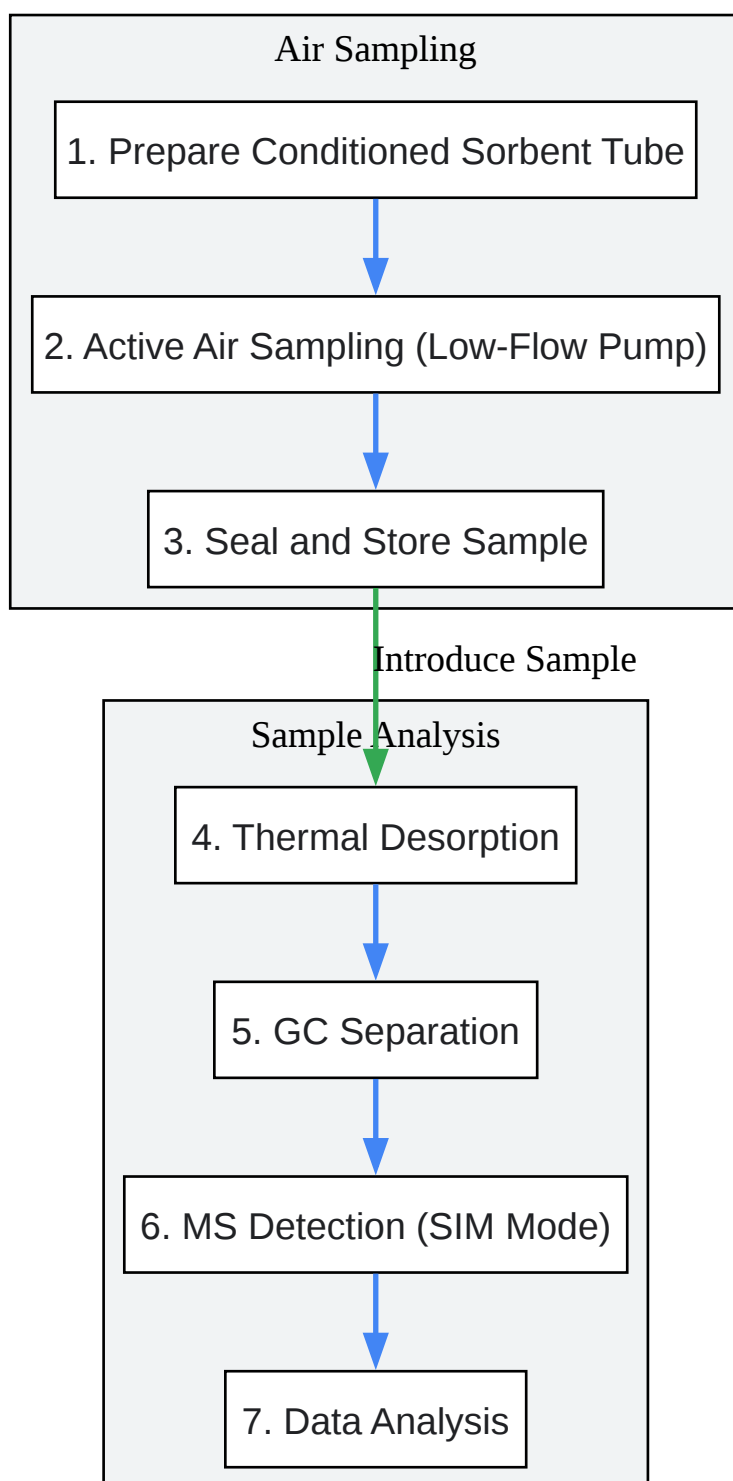 Air Sampling
1. Prepare Conditioned Sorbent Tube
2. Active Air Sampling (Low-Flow Pump)
3. Seal and Store Sample
Introduce Sample
Sample Analysis
4. Thermal Desorption
5. GC Separation
6. MS Detection (SIM Mode)
7. Data Analysis